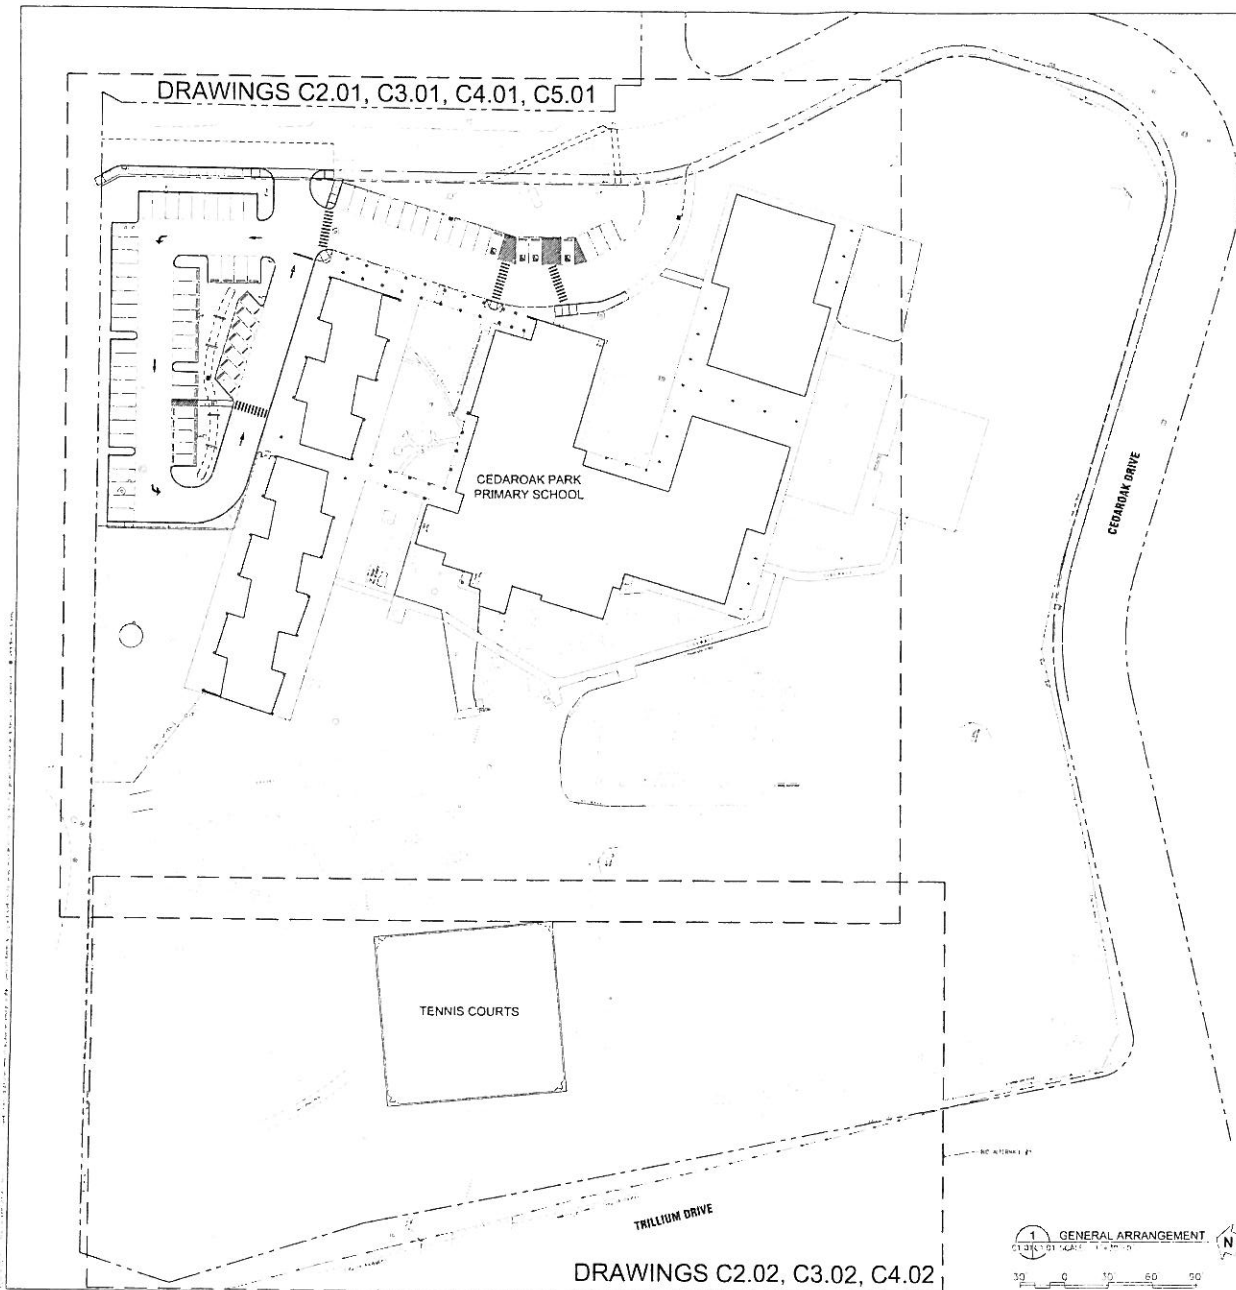 DRAWINGS C2.01, C3.01, C4.01, C5.01
CEDAROAK PARK
PRIMARY SCHOOL
CEDAROAK DRIVE
TENNIS COURTS
TRILLIUM DRIVE
DRAWINGS C2.02, C3.02, C4.02
1 GENERAL ARRANGEMENT
N
30 0 30 60 90